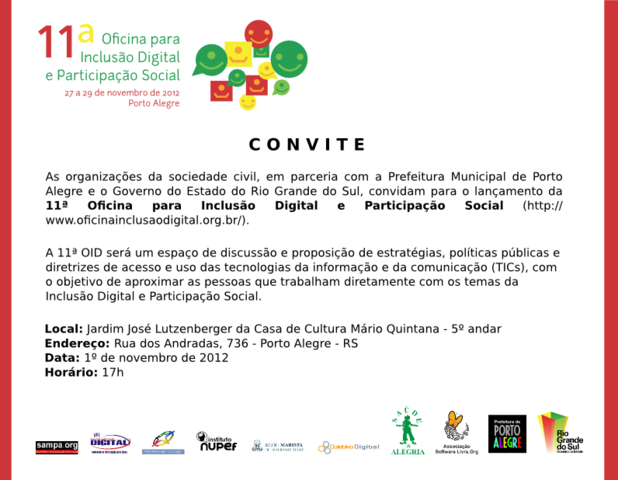 11ª Oficina para
Inclusão Digital
e Participação Social
27 a 29 de novembro de 2012
Porto Alegre
CONVITE
As organizações da sociedade civil, em parceria com a Prefeitura Municipal de Porto
Alegre e o Governo do Estado do Rio Grande do Sul, convidam para o lançamento da
11ª Oficina para Inclusão Digital e Participação Social (http://
www.oficinainclusaodigital.org.br/).
A 11ª OID será um espaço de discussão e proposição de estratégias, políticas públicas e
diretrizes de acesso e uso das tecnologias da informação e da comunicação (TICs), com
o objetivo de aproximar as pessoas que trabalham diretamente com os temas da
Inclusão Digital e Participação Social.
Local: Jardim José Lutzenberger da Casa de Cultura Mário Quintana - 5º andar
Endereço: Rua dos Andradas, 736 - Porto Alegre - RS
Data: 1º de novembro de 2012
Horário: 17h
sampa.org
DIGITAL
instituto
nupef
REDE MARISTA
Coletivo Digital
SACDE
ALEGRIA
Associação
Software Livre.Org
Prefeitura de
PORTO
ALEGRE
Rio
Grande
do Sul